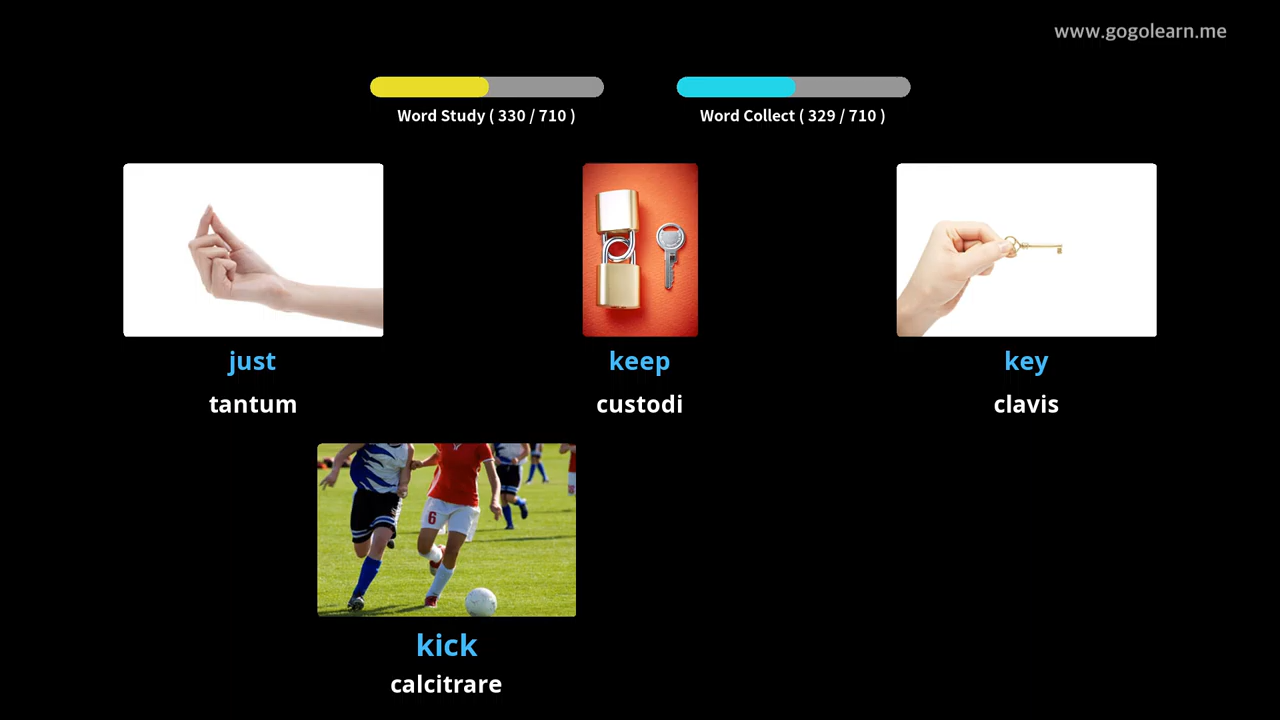 www.gogolearn.me
Word Study ( 330 / 710 )
Word Collect ( 329 / 710 )
just
tantum
keep
custodi
key
clavis
6
kick
calcitrare